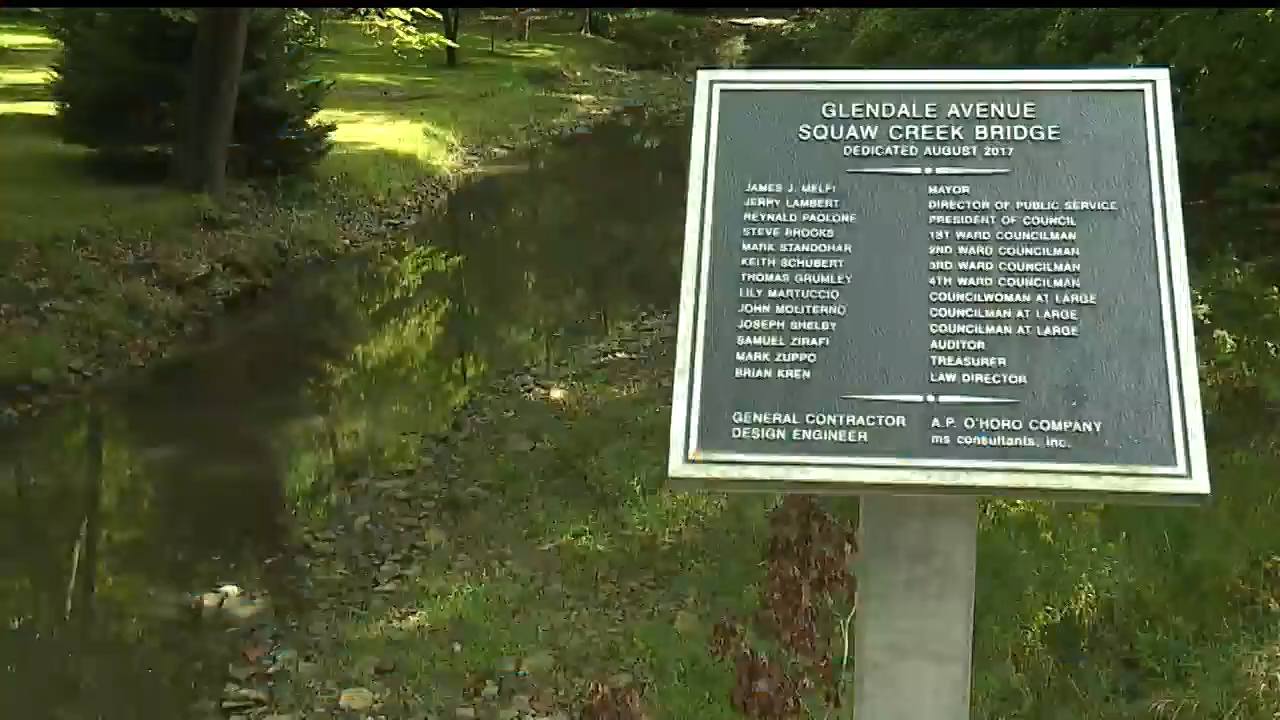 GLENDALE AVENUE
SQUAW CREEK BRIDGE
DEDICATED AUGUST 2017
JAMES J. MELFI MAYOR
JERRY LAMBERT DIRECTOR OF PUBLIC SERVICE
REYNALD PAOLONE PRESIDENT OF COUNCIL
STEVE BROOKS 1ST WARD COUNCILMAN
MARK STANDOHAR 2ND WARD COUNCILMAN
KEITH SCHUBERT 3RD WARD COUNCILMAN
THOMAS GRUMLEY 4TH WARD COUNCILMAN
LILY MARTUCCIO COUNCILWOMAN AT LARGE
JOHN MOLITERNO COUNCILMAN AT LARGE
JOSEPH SHELBY COUNCILMAN AT LARGE
SAMUEL ZIRAFI AUDITOR
MARK ZUPPO TREASURER
BRIAN KREN LAW DIRECTOR
GENERAL CONTRACTOR A.P. O'HORO COMPANY
DESIGN ENGINEER ms consultants, inc.